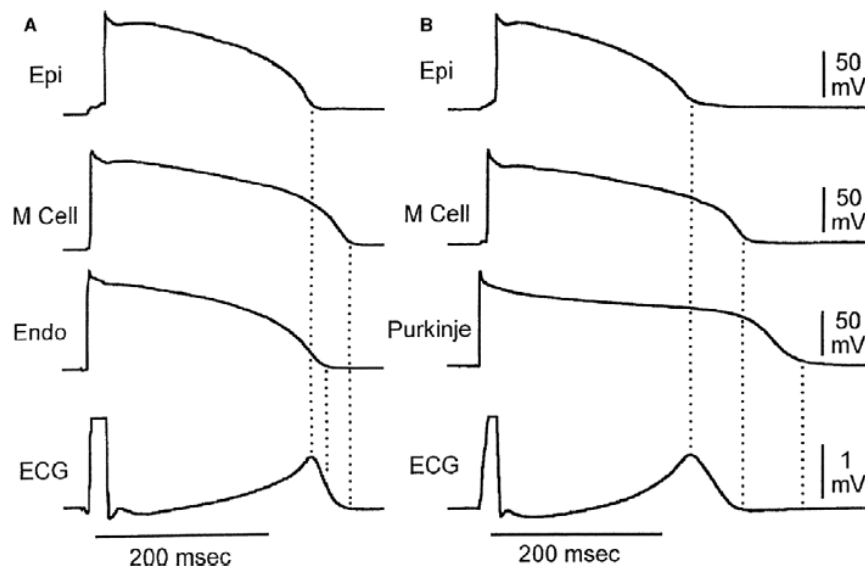 A
Epi
M Cell
Endo
ECG
200 msec
B
Epi
50
mV
M Cell
50
mV
Purkinje
50
mV
ECG
1
mV
200 msec